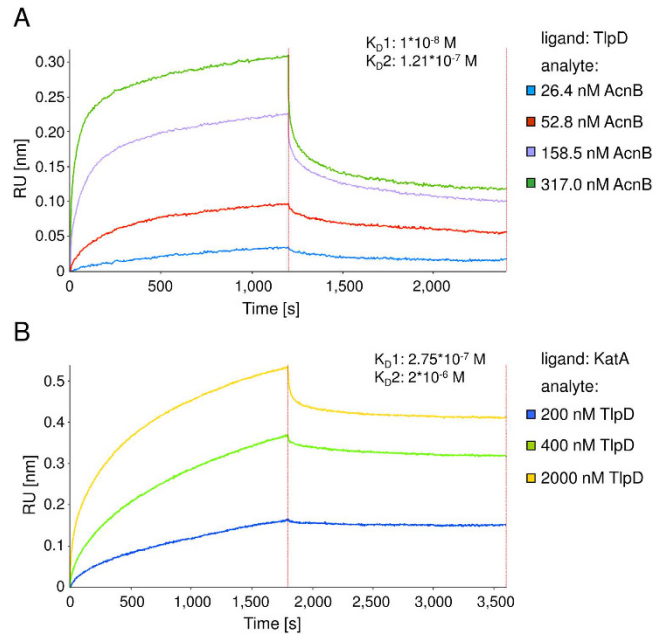 A
K_D1: 1*10^-8 M
K_D2: 1.21*10^-7 M
ligand: TlpD
analyte:
26.4 nM AcnB
52.8 nM AcnB
158.5 nM AcnB
317.0 nM AcnB
RU [nm]
0.30
0.25
0.20
0.15
0.10
0.05
0
0 500 1,000 1,500 2,000
Time [s]
B
K_D1: 2.75*10^-7 M
K_D2: 2*10^-6 M
ligand: KatA
analyte:
200 nM TlpD
400 nM TlpD
2000 nM TlpD
RU [nm]
0.5
0.4
0.3
0.2
0.1
0
0 500 1,000 1,500 2,000 2,500 3,000 3,500
Time [s]